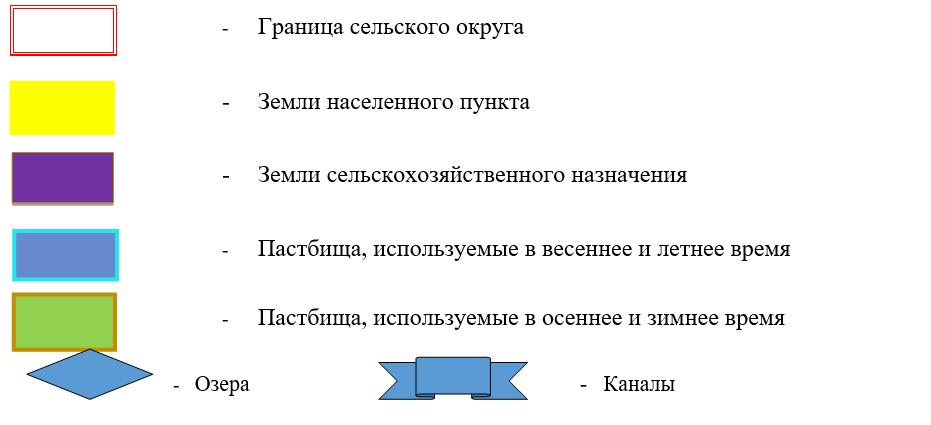 - Граница сельского округа
- Земли населенного пункта
- Земли сельскохозяйственного назначения
- Пастбища, используемые в весеннее и летнее время
- Пастбища, используемые в осеннее и зимнее время
- Озера - Каналы